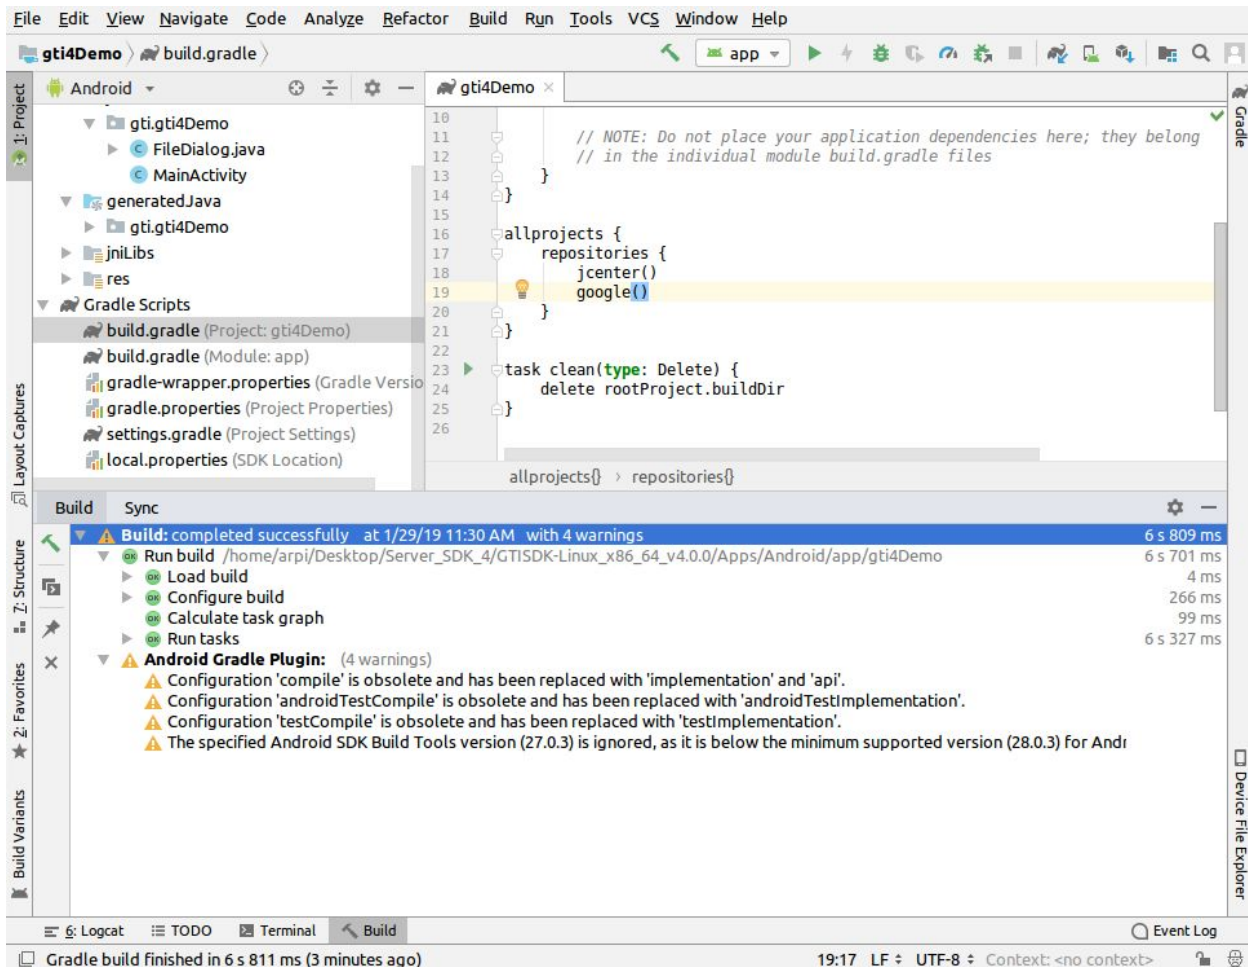 File Edit View Navigate Code Analyze Refactor Build Run Tools VCS Window Help
gti4Demo build.gradle
app
1: Project
Android
gti4Demo
Gradle
gti.gti4Demo
FileDialog.java
MainActivity
generatedJava
gti.gti4Demo
jniLibs
res
Gradle Scripts
build.gradle (Project: gti4Demo)
build.gradle (Module: app)
gradle-wrapper.properties (Gradle Versio
gradle.properties (Project Properties)
settings.gradle (Project Settings)
local.properties (SDK Location)
10
11 // NOTE: Do not place your application dependencies here; they belong
12 // in the individual module build.gradle files
13 }
14 }
15
16 allprojects {
17 repositories {
18 jcenter()
19 google()
20 }
21 }
22
23 task clean(type: Delete) {
24 delete rootProject.buildDir
25 }
26
allprojects{} › repositories{}
Layout Captures
7: Structure
2: Favorites
Build Variants
Build Sync
Build: completed successfully at 1/29/19 11:30 AM with 4 warnings 6 s 809 ms
OK Run build /home/arpi/Desktop/Server_SDK_4/GTISDK-Linux_x86_64_v4.0.0/Apps/Android/app/gti4Demo 6 s 701 ms
OK Load build 4 ms
OK Configure build 266 ms
OK Calculate task graph 99 ms
OK Run tasks 6 s 327 ms
Android Gradle Plugin: (4 warnings)
Configuration 'compile' is obsolete and has been replaced with 'implementation' and 'api'.
Configuration 'androidTestCompile' is obsolete and has been replaced with 'androidTestImplementation'.
Configuration 'testCompile' is obsolete and has been replaced with 'testImplementation'.
The specified Android SDK Build Tools version (27.0.3) is ignored, as it is below the minimum supported version (28.0.3) for Andr
Device File Explorer
6: Logcat TODO Terminal Build Event Log
Gradle build finished in 6 s 811 ms (3 minutes ago) 19:17 LF UTF-8 Context: <no context>